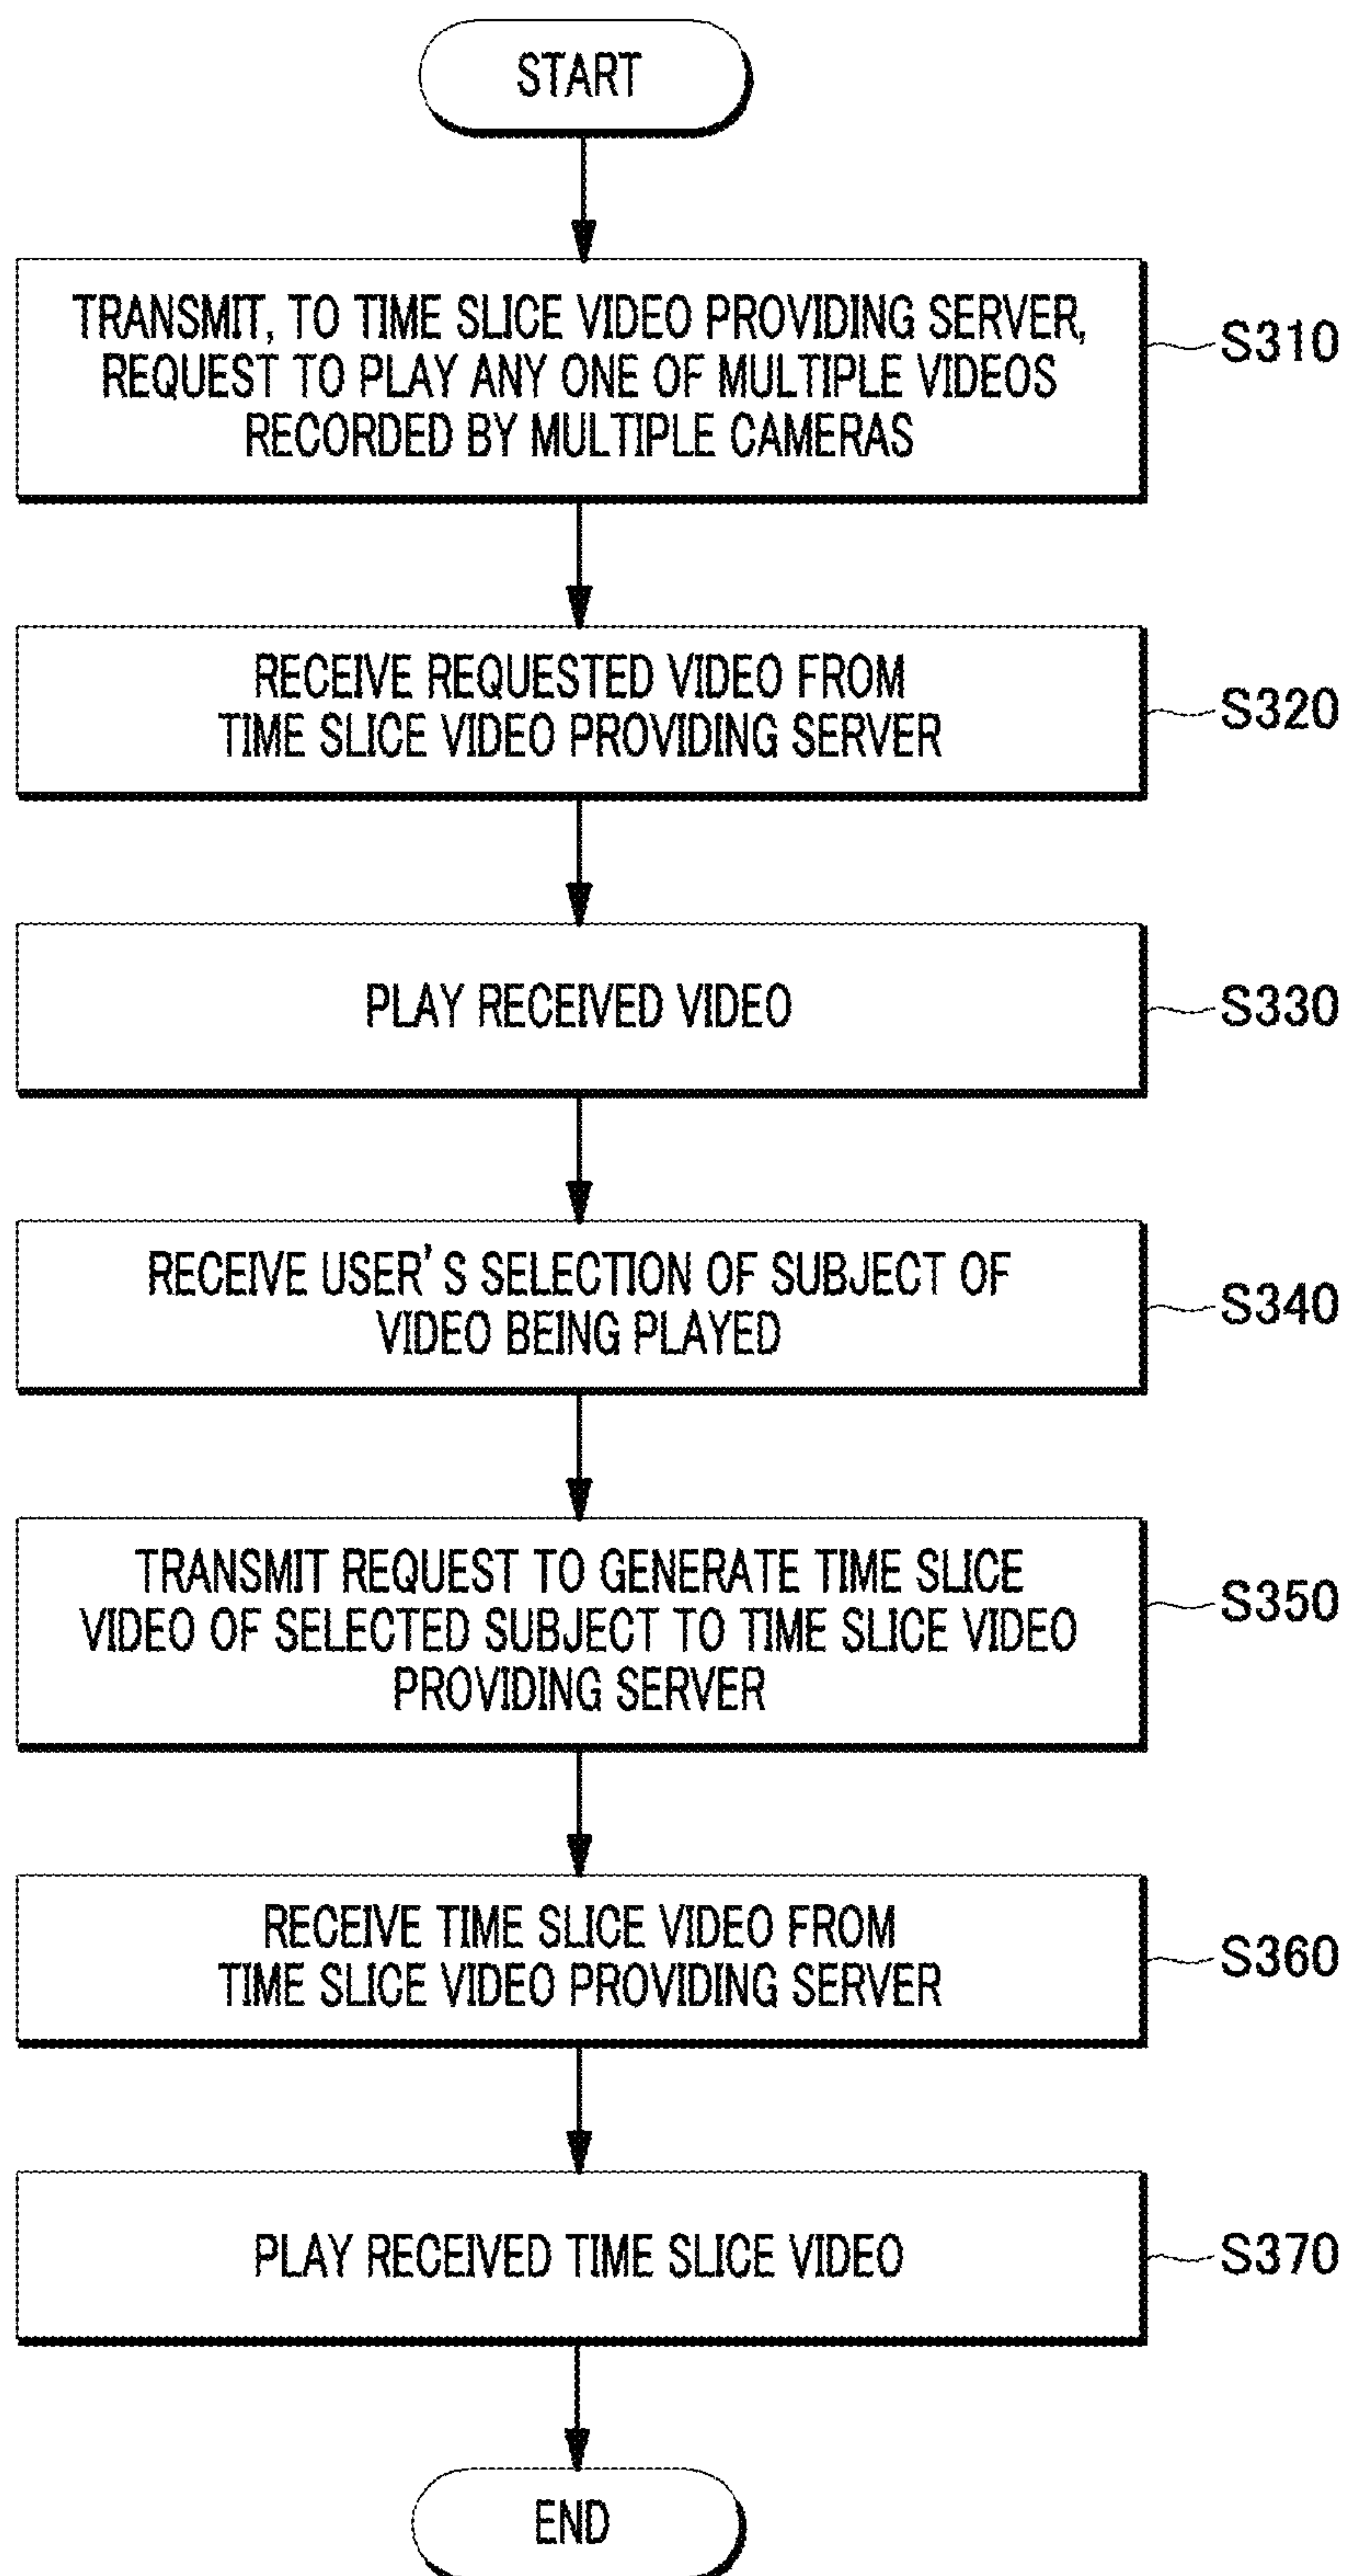 START
TRANSMIT, TO TIME SLICE VIDEO PROVIDING SERVER,
REQUEST TO PLAY ANY ONE OF MULTIPLE VIDEOS
RECORDED BY MULTIPLE CAMERAS
S310
RECEIVE REQUESTED VIDEO FROM
TIME SLICE VIDEO PROVIDING SERVER
S320
PLAY RECEIVED VIDEO
S330
RECEIVE USER'S SELECTION OF SUBJECT OF
VIDEO BEING PLAYED
S340
TRANSMIT REQUEST TO GENERATE TIME SLICE
VIDEO OF SELECTED SUBJECT TO TIME SLICE VIDEO
PROVIDING SERVER
S350
RECEIVE TIME SLICE VIDEO FROM
TIME SLICE VIDEO PROVIDING SERVER
S360
PLAY RECEIVED TIME SLICE VIDEO
S370
END